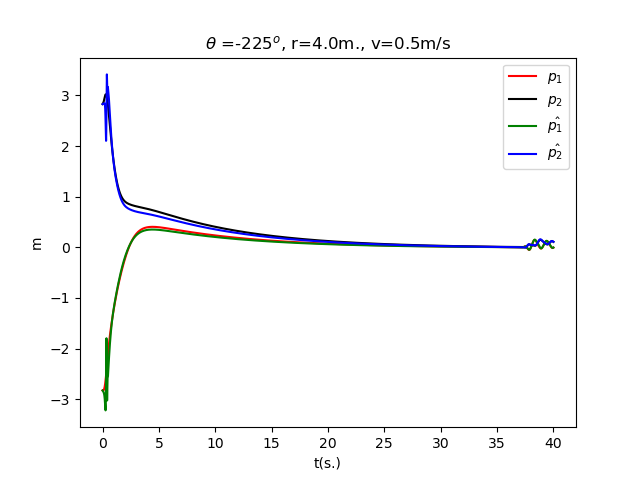 θ =-225°, r=4.0m., v=0.5m/s
p₁
p₂
p̂₁
p̂₂
3
2
1
0
−1
−2
−3
m
0 5 10 15 20 25 30 35 40
t(s.)